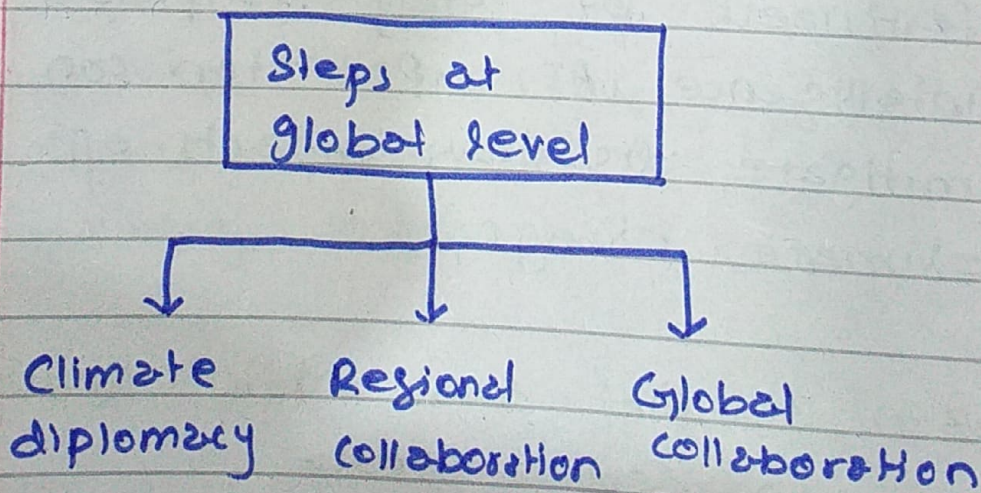 Steps at
global level
Climate
diplomacy
Regional
collaboration
Global
collaboration